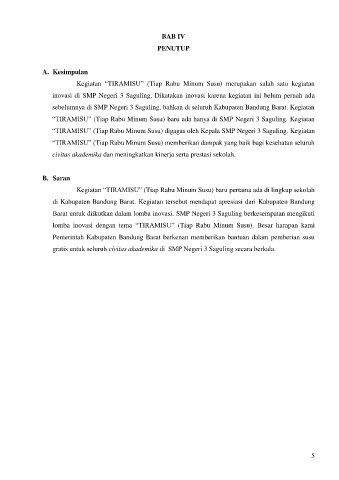 BAB IV
PENUTUP
A. Kesimpulan
Kegiatan “TIRAMISU” (Tiap Rabu Minum Susu) merupakan salah satu kegiatan
inovasi di SMP Negeri 3 Saguling. Dikatakan inovasi karena kegiatan ini belum pernah ada
sebelumnya di SMP Negeri 3 Saguling, bahkan di seluruh Kabupaten Bandung Barat. Kegiatan
“TIRAMISU” (Tiap Rabu Minum Susu) baru ada hanya di SMP Negeri 3 Saguling. Kegiatan
“TIRAMISU” (Tiap Rabu Minum Susu) digagas oleh Kepala SMP Negeri 3 Saguling. Kegiatan
“TIRAMISU” (Tiap Rabu Minum Susu) memberikan dampak yang baik bagi kesehatan seluruh
civitas akademika dan meningkatkan kinerja serta prestasi sekolah.
B. Saran
Kegiatan “TIRAMISU” (Tiap Rabu Minum Susu) baru pertama ada di lingkup sekolah
di Kabupaten Bandung Barat. Kegiatan tersebut mendapat apresiasi dari Kabupaten Bandung
Barat untuk diikutkan dalam lomba inovasi. SMP Negeri 3 Saguling berkesempatan mengikuti
lomba inovasi dengan tema “TIRAMISU” (Tiap Rabu Minum Susu). Besar harapan kami
Pemerintah Kabupaten Bandung Barat berkenan memberikan bantuan dalam pemberian susu
gratis untuk seluruh civitas akademika di SMP Negeri 3 Saguling secara berkala.
5